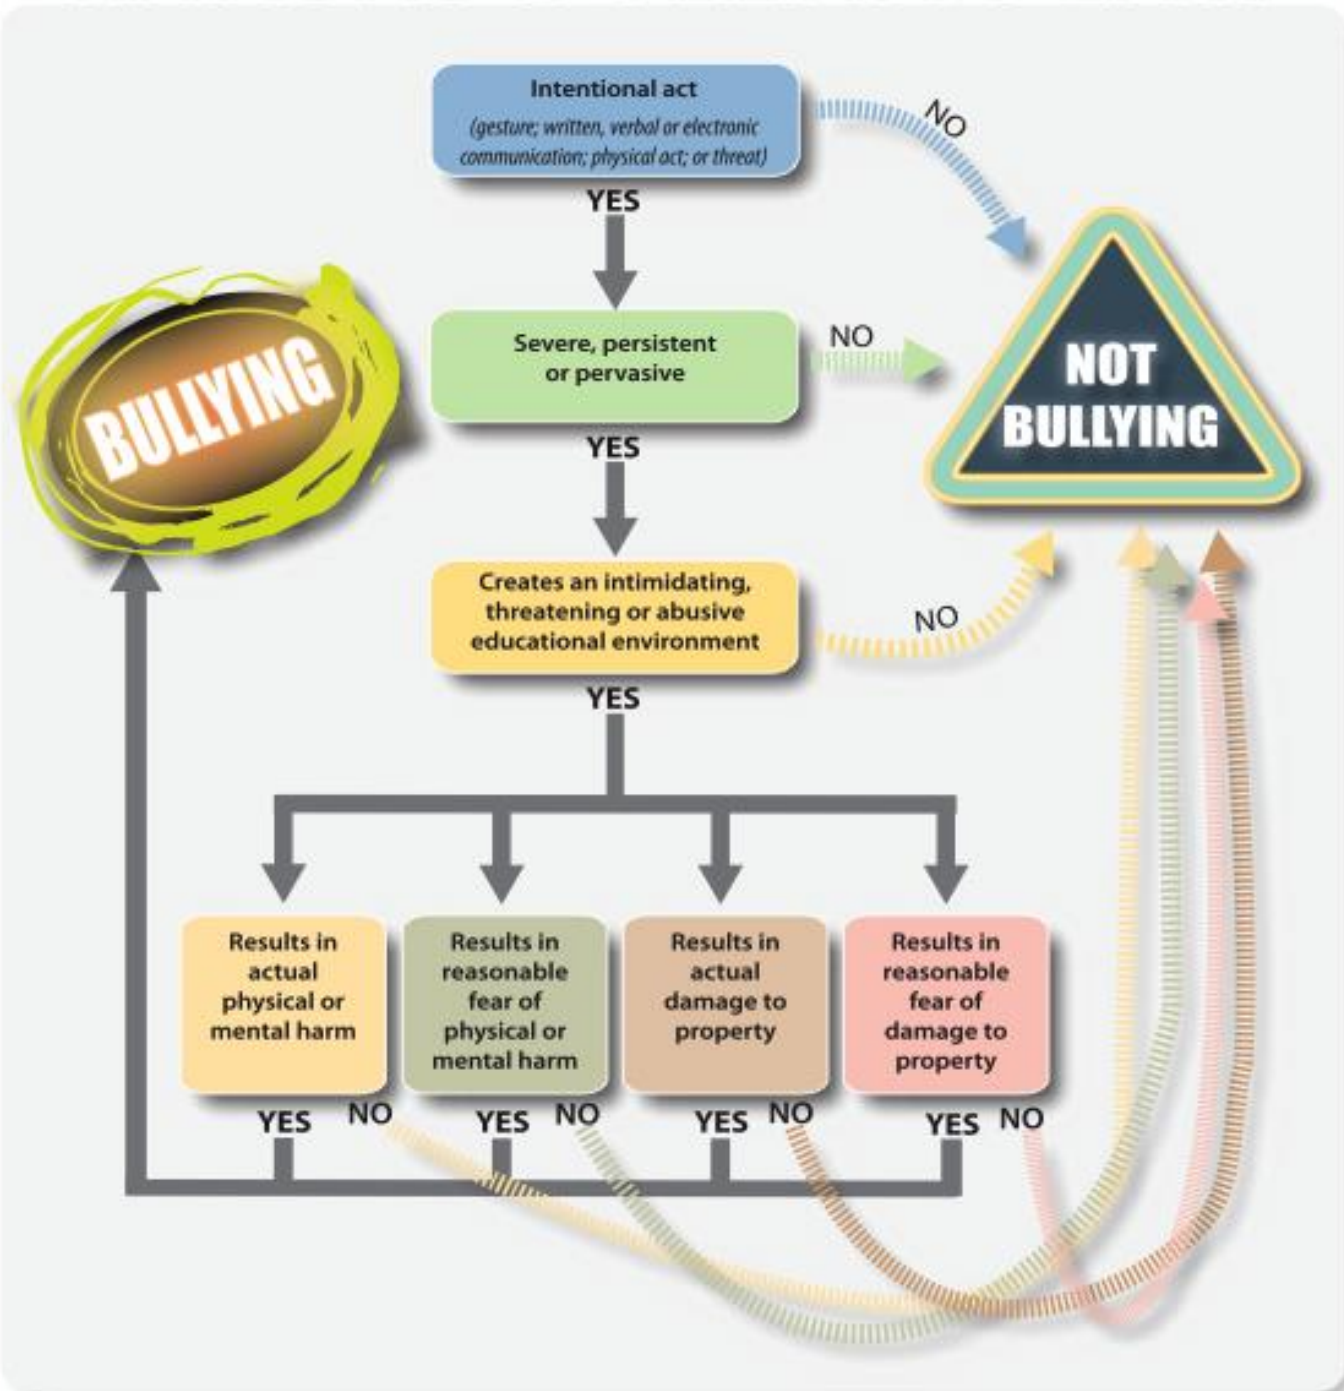 Intentional act
(gesture; written, verbal or electronic
communication; physical act; or threat)
NO
YES
BULLYING
Severe, persistent
or pervasive
NO
NOT
BULLYING
YES
Creates an intimidating,
threatening or abusive
educational environment
NO
YES
Results in
actual
physical or
mental harm
Results in
reasonable
fear of
physical or
mental harm
Results in
actual
damage to
property
Results in
reasonable
fear of
damage to
property
YES NO
YES NO
YES NO
YES NO